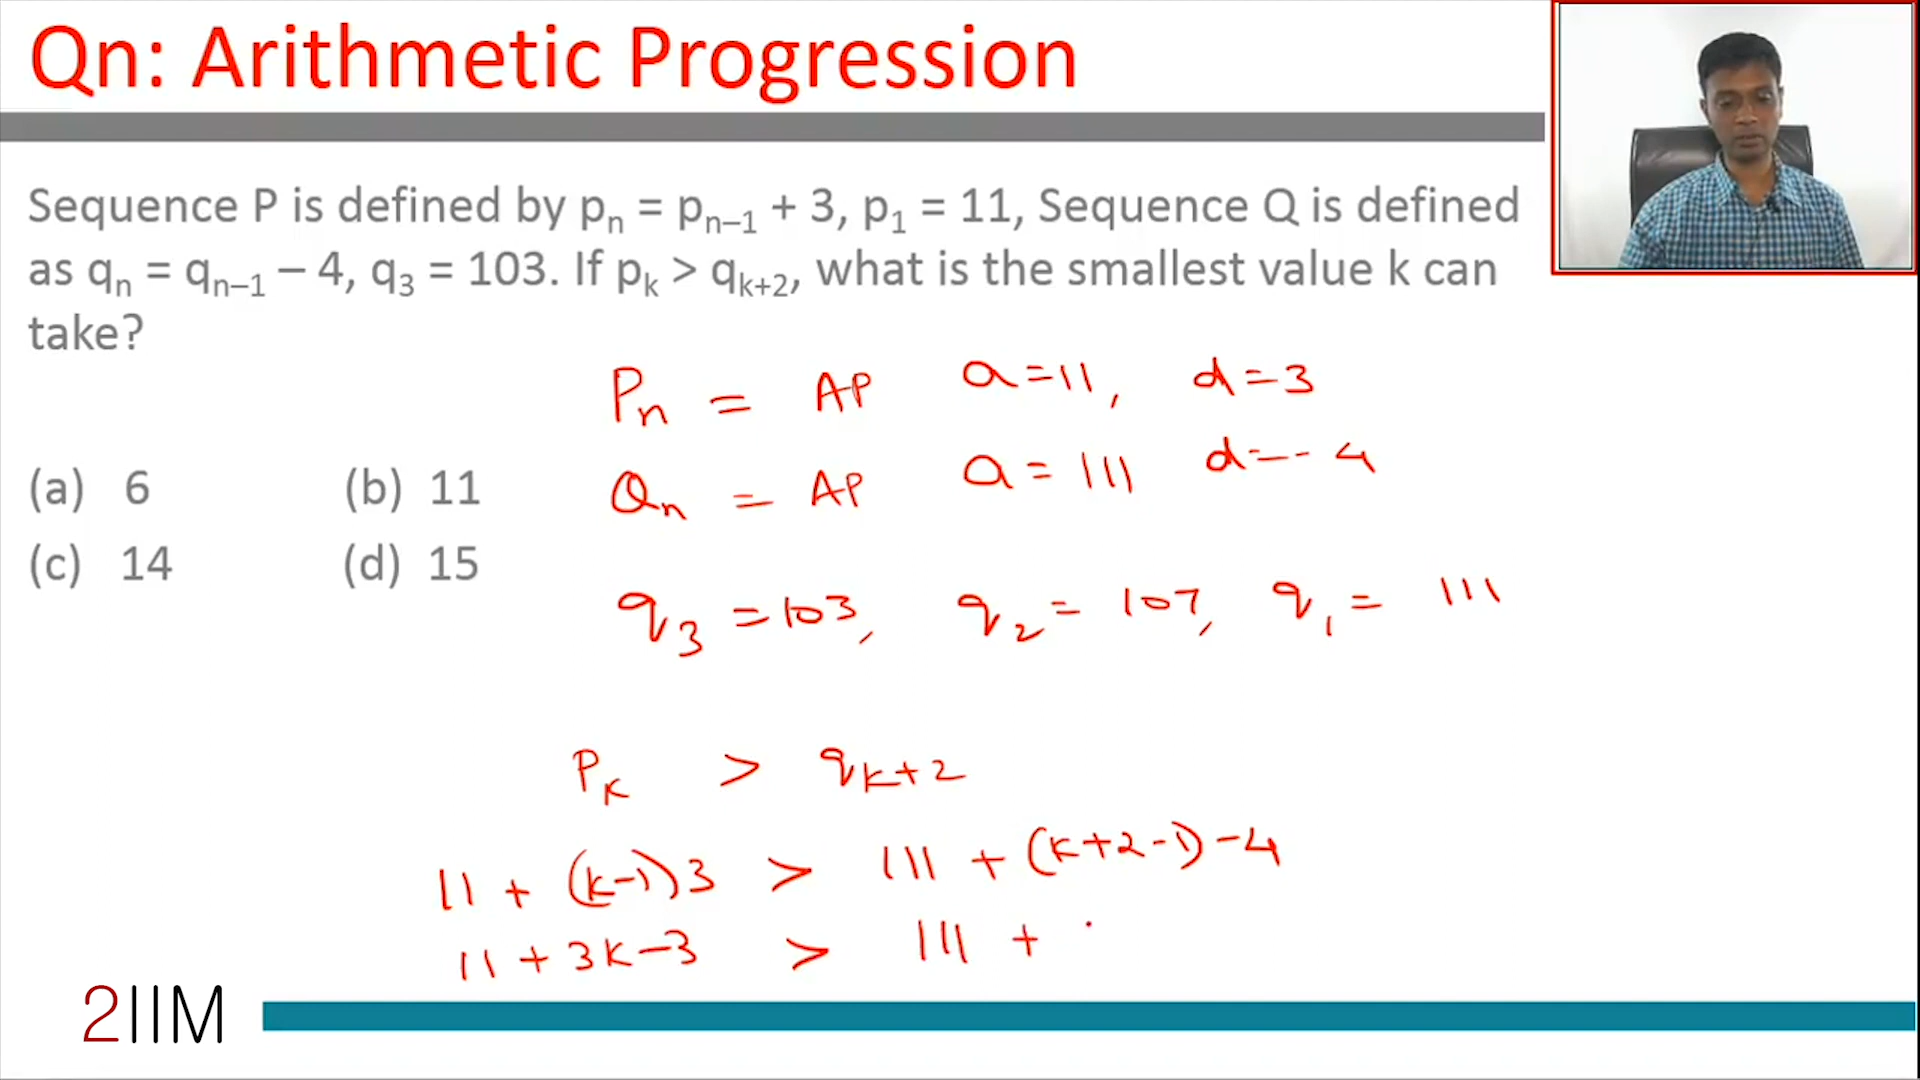 Qn: Arithmetic Progression
Sequence P is defined by pₙ = pₙ₋₁ + 3, p₁ = 11, Sequence Q is defined
as qₙ = qₙ₋₁ – 4, q₃ = 103. If pₖ > qₖ₊₂, what is the smallest value k can
take?
Pₙ = AP a = 11, d = 3
(a) 6 (b) 11
Qₙ = AP a = 111 d = - 4
(c) 14 (d) 15
q₃ = 103, q₂ = 107, q₁ = 111
Pₖ > qₖ₊₂
11 + (k-1)3 > 111 + (k+2-1)-4
11 + 3k-3 > 111 +
2IIM